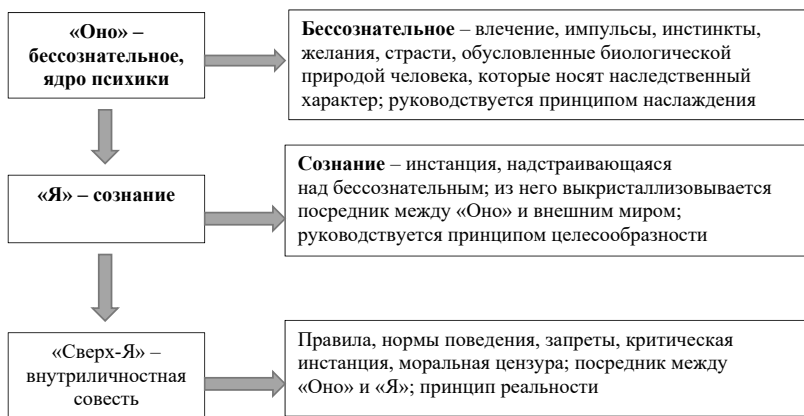 «Оно» –
бессознательное,
ядро психики
Бессознательное – влечение, импульсы, инстинкты,
желания, страсти, обусловленные биологической
природой человека, которые носят наследственный
характер; руководствуется принципом наслаждения
«Я» – сознание
Сознание – инстанция, надстраивающаяся
над бессознательным; из него выкристаллизовывается
посредник между «Оно» и внешним миром;
руководствуется принципом целесообразности
«Сверх-Я» –
внутриличностная
совесть
Правила, нормы поведения, запреты, критическая
инстанция, моральная цензура; посредник между
«Оно» и «Я»; принцип реальности